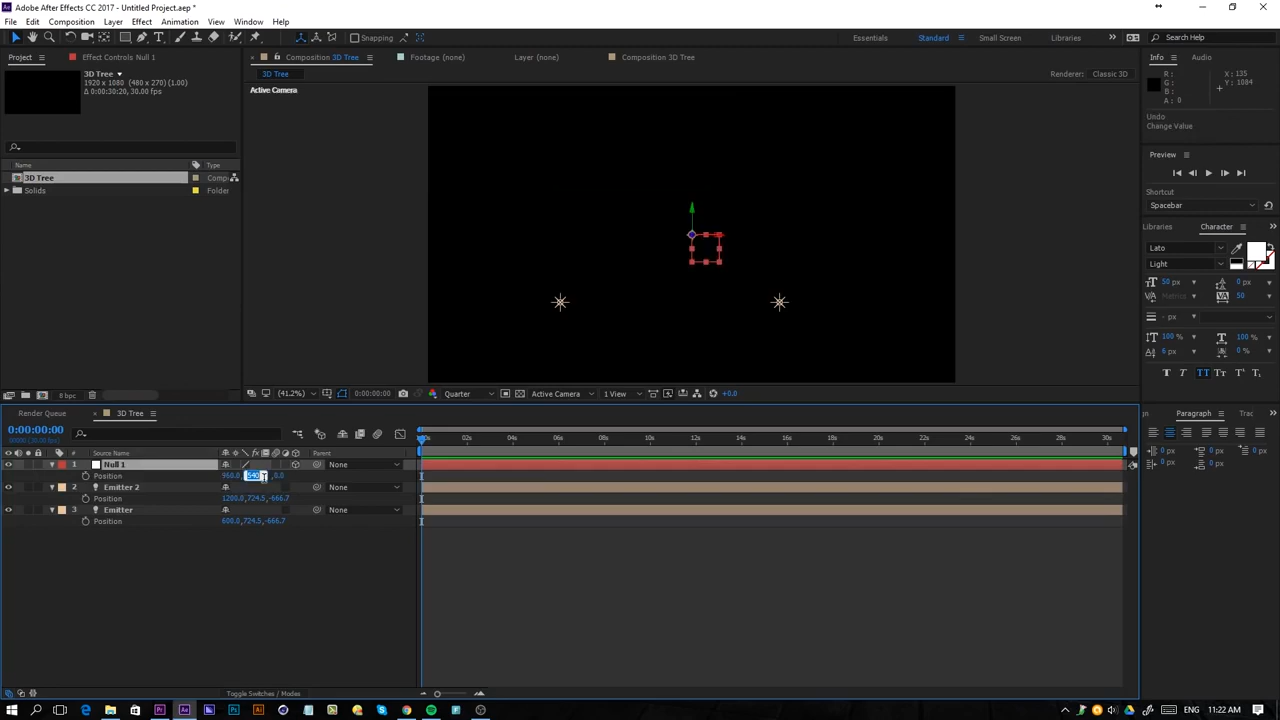 Adobe After Effects CC 2017 - Untitled Project.aep *
File Edit Composition Layer Effect Animation View Window Help
Snapping Essentials Standard Small Screen Libraries Search Help
Project Effect Controls Null 1 Composition 3D Tree Footage (none) Layer (none) Composition 3D Tree Info Audio
3D Tree
1920 x 1080 (480 x 270) (1.00)
Δ 0:00:30:20, 30.00 fps)
3D Tree Renderer: Classic 3D
Active Camera
R: X: 135
G: Y: 1084
B:
A: 0
Undo
Change Value
Preview
Name Type
3D Tree Comp
Solids Folder
Shortcut
Spacebar
Libraries Character
Lato
Light
50 px 0 px
Metrics 50
- px
100 % 100 %
6 px 0 %
8 bpc (41.2%) 0:00:00:00 Quarter Active Camera 1 View +0.0
Render Queue 3D Tree Paragraph Trac
0:00:00:00
00000 (30.00 fps)
02s 04s 06s 08s 10s 12s 14s 16s 18s 20s 22s 24s 26s 28s 30s
# Source Name Parent
1 Null 1 None
Position 960.0, 540 ,0.0
2 Emitter 2 None
Position 1200.0,724.5,-666.7
3 Emitter None
Position 600.0,724.5,-666.7
0 px 0 px
0 px 0 px
0 px
Toggle Switches / Modes
ENG 11:22 AM